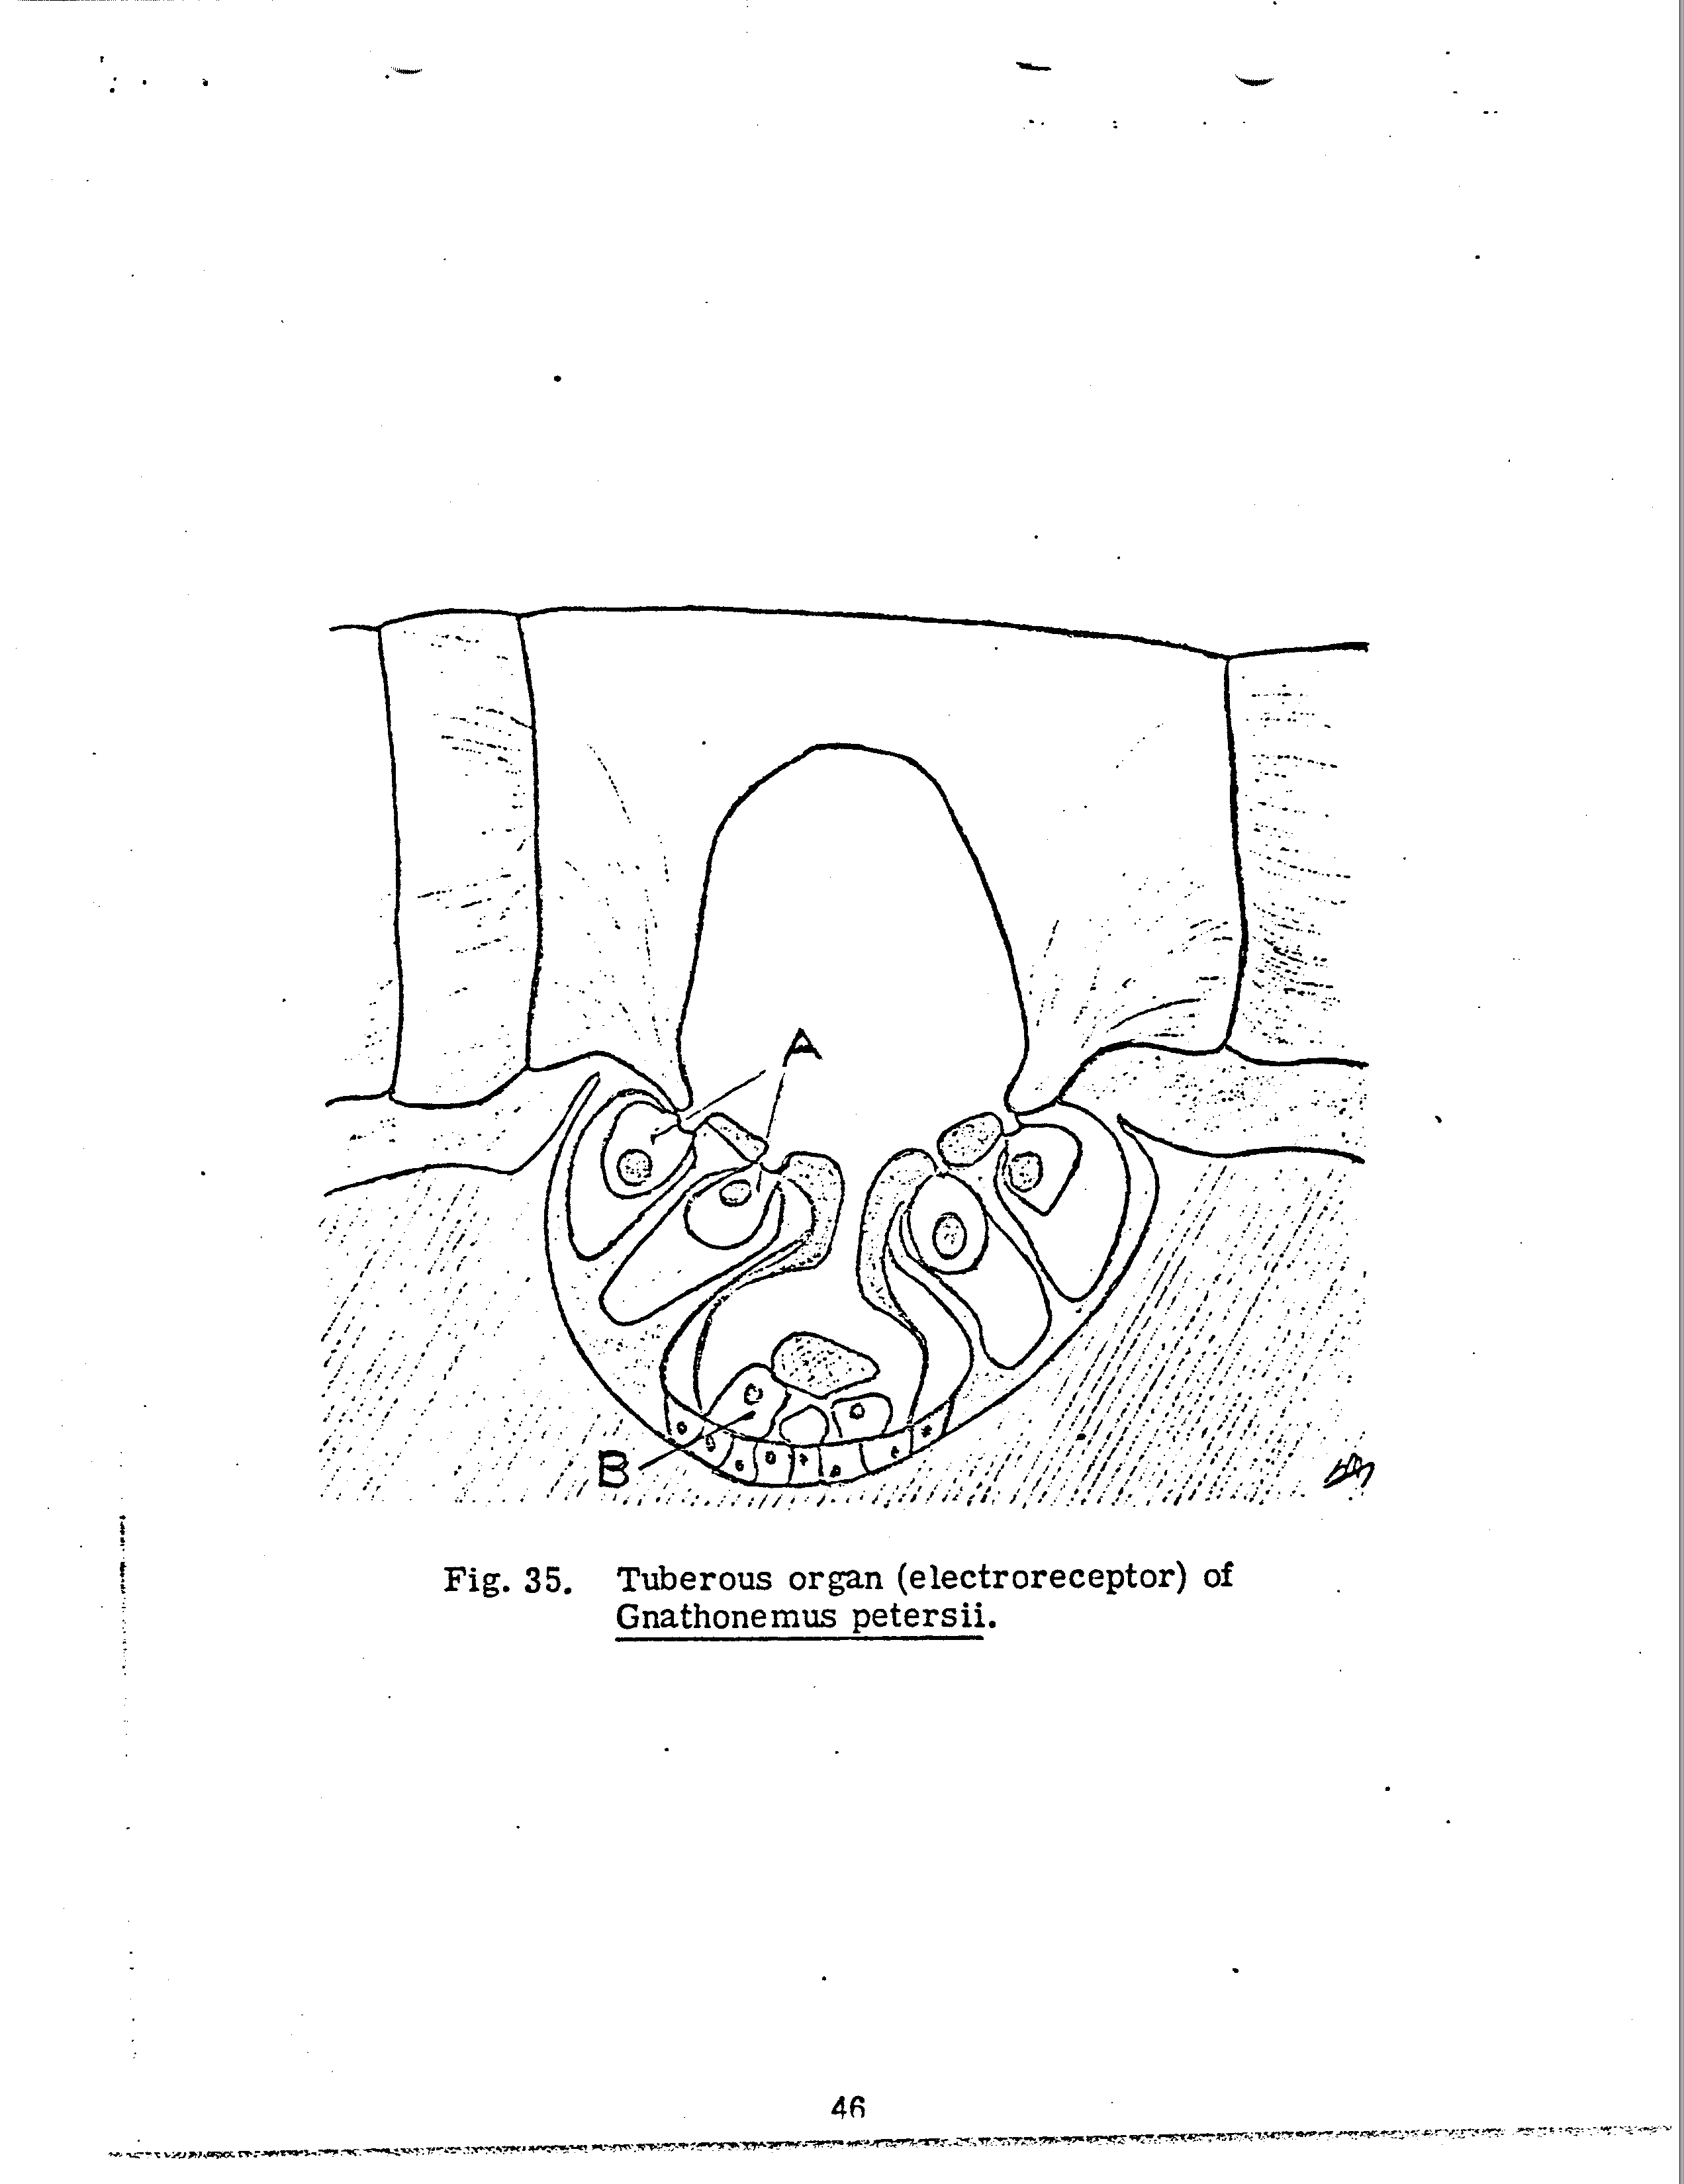 A
B
Fig. 35. Tuberous organ (electroreceptor) of
Gnathonemus petersii.
46